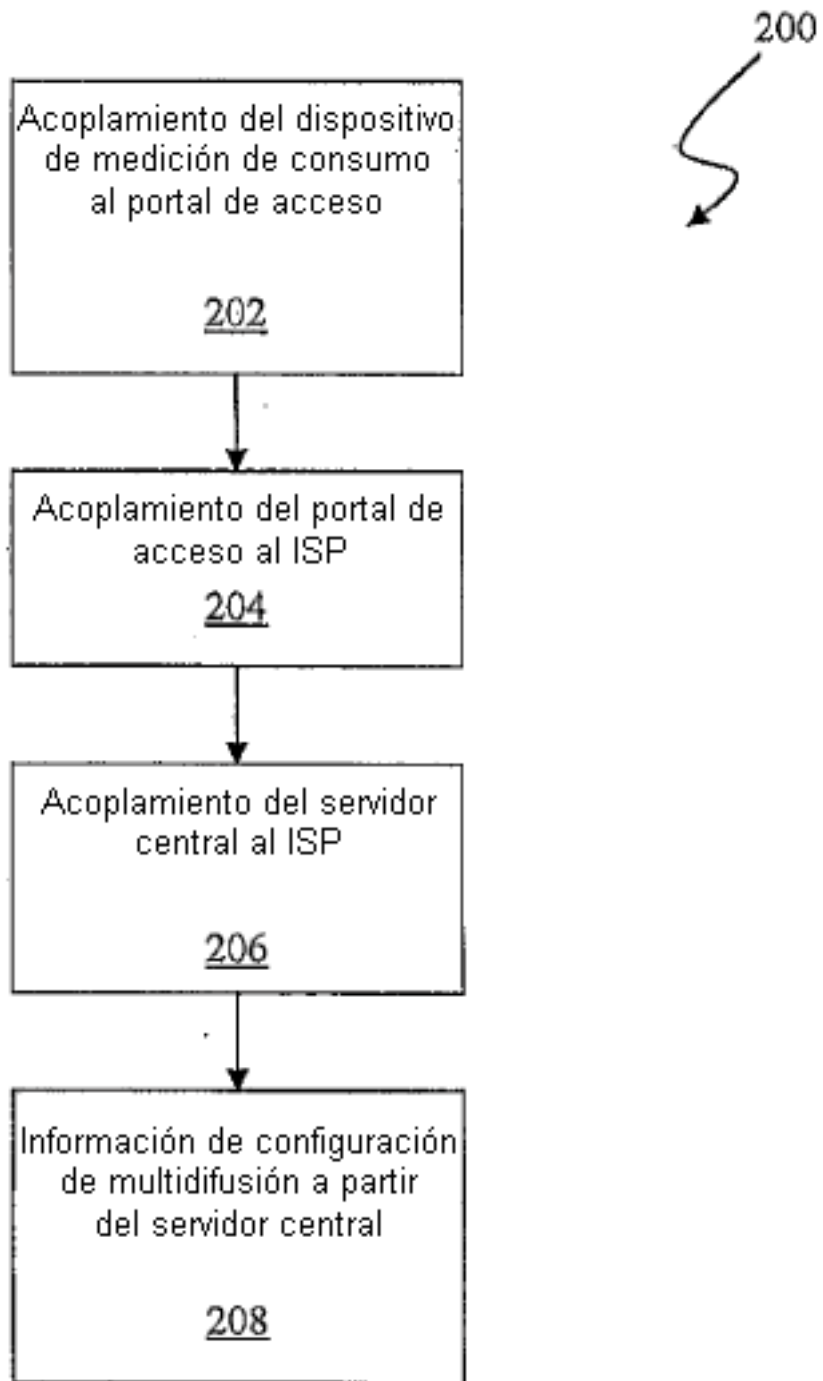 200
Acoplamiento del dispositivo
de medición de consumo
al portal de acceso
202
Acoplamiento del portal de
acceso al ISP
204
Acoplamiento del servidor
central al ISP
206
Información de configuración
de multidifusión a partir
del servidor central
208